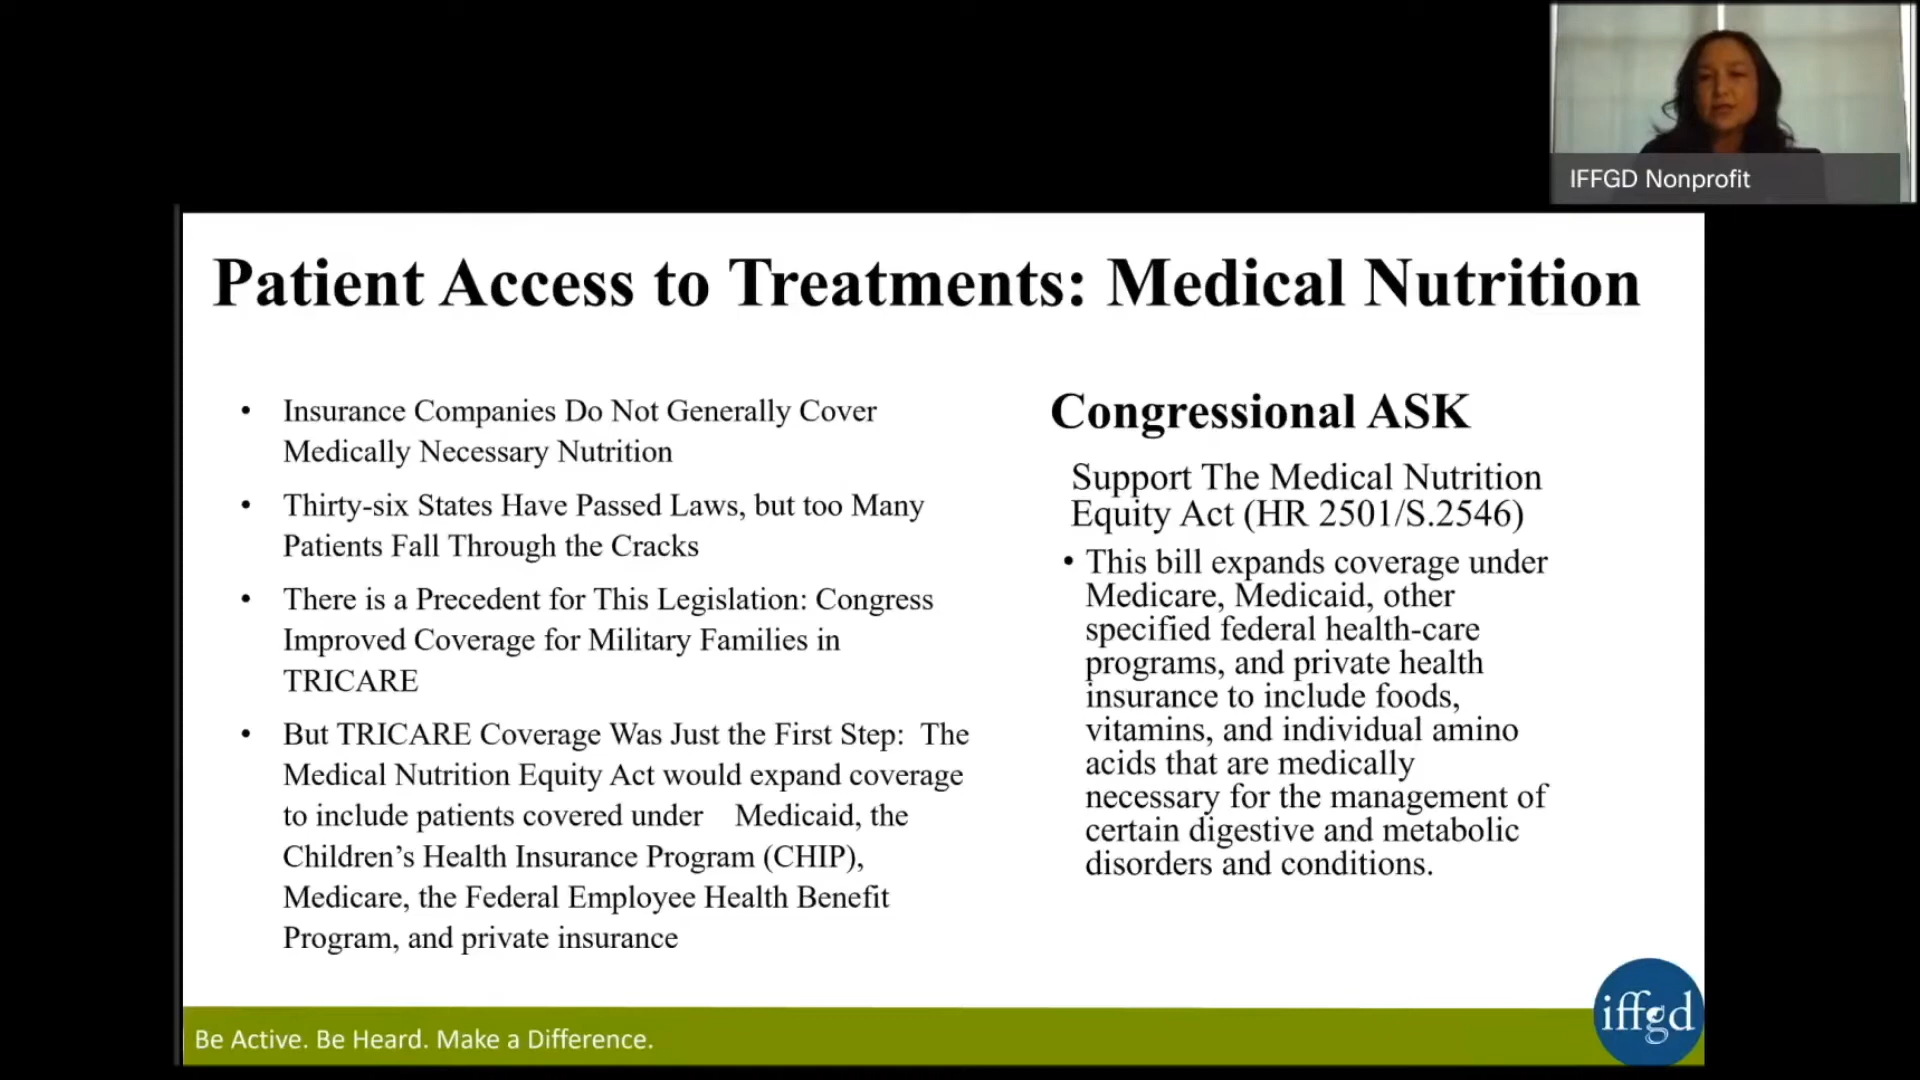 IFFGD Nonprofit
Patient Access to Treatments: Medical Nutrition
• Insurance Companies Do Not Generally Cover
Medically Necessary Nutrition
• Thirty-six States Have Passed Laws, but too Many
Patients Fall Through the Cracks
• There is a Precedent for This Legislation: Congress
Improved Coverage for Military Families in
TRICARE
• But TRICARE Coverage Was Just the First Step:  The
Medical Nutrition Equity Act would expand coverage
to include patients covered under    Medicaid, the
Children’s Health Insurance Program (CHIP),
Medicare, the Federal Employee Health Benefit
Program, and private insurance
Congressional ASK
Support The Medical Nutrition
Equity Act (HR 2501/S.2546)
• This bill expands coverage under
Medicare, Medicaid, other
specified federal health-care
programs, and private health
insurance to include foods,
vitamins, and individual amino
acids that are medically
necessary for the management of
certain digestive and metabolic
disorders and conditions.
Be Active. Be Heard. Make a Difference.
iffgd